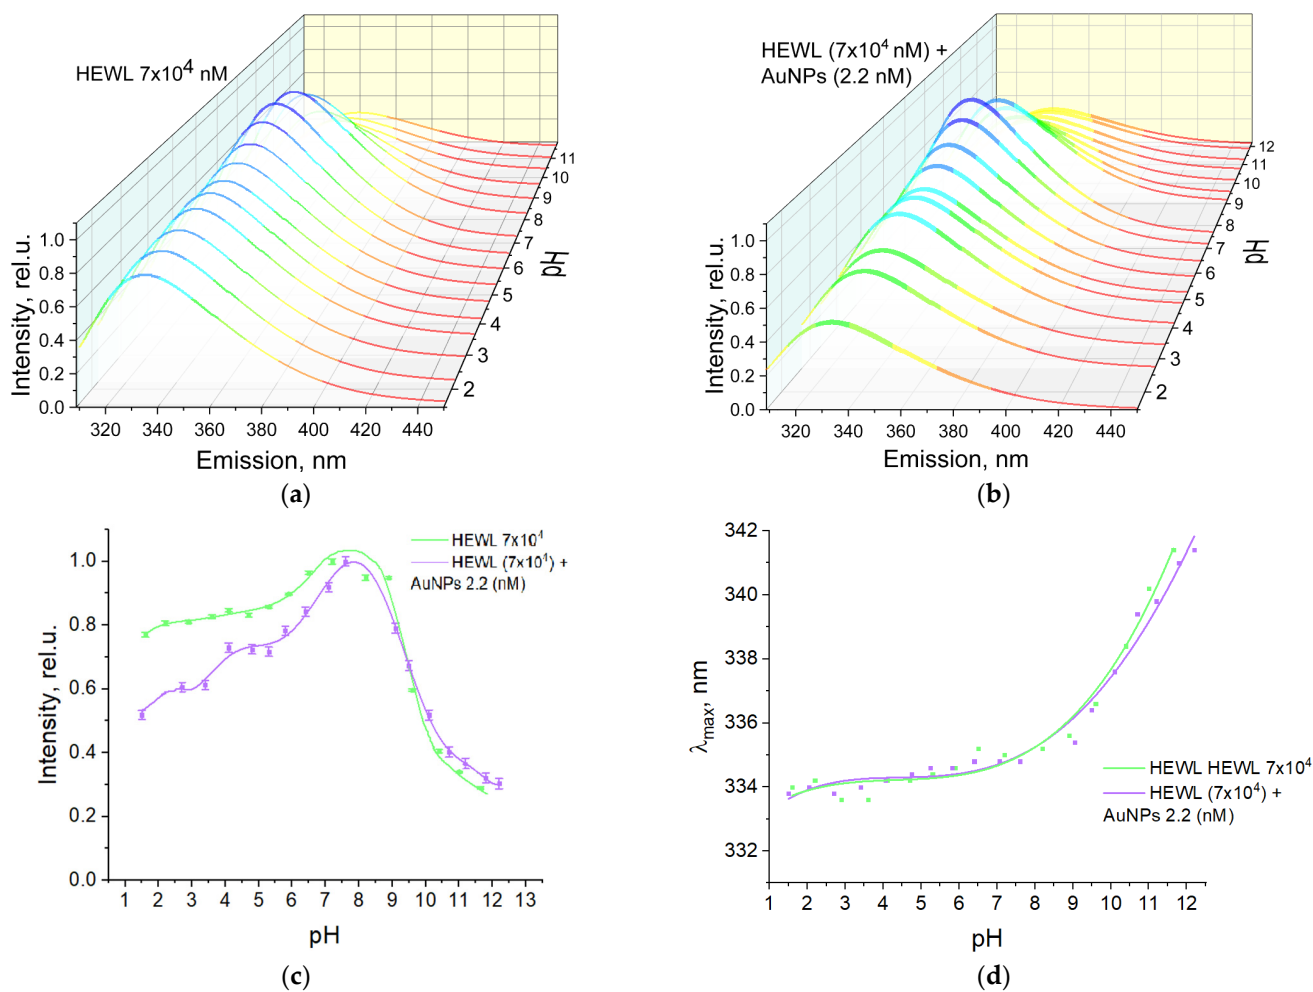 HEWL 7x10⁴ nM
Intensity, rel.u.
1.0
0.8
0.6
0.4
0.2
0.0
320 340 360 380 400 420 440
Emission, nm
2
3
4
5
6
7
8
9
10
11
pH
(a)
HEWL (7x10⁴ nM) +
AuNPs (2.2 nM)
Intensity, rel.u.
1.0
0.8
0.6
0.4
0.2
0.0
320 340 360 380 400 420 440
Emission, nm
2
3
4
5
6
7
8
9
10
11
12
pH
(b)
HEWL 7x10⁴
HEWL (7x10⁴) +
AuNPs 2.2 (nM)
Intensity, rel.u.
1.0
0.8
0.6
0.4
0.2
0.0
1 2 3 4 5 6 7 8 9 10 11 12 13
pH
(c)
342
340
338
336
334
332
λmax, nm
HEWL HEWL 7x10⁴
HEWL (7x10⁴) +
AuNPs 2.2 (nM)
1 2 3 4 5 6 7 8 9 10 11 12
pH
(d)